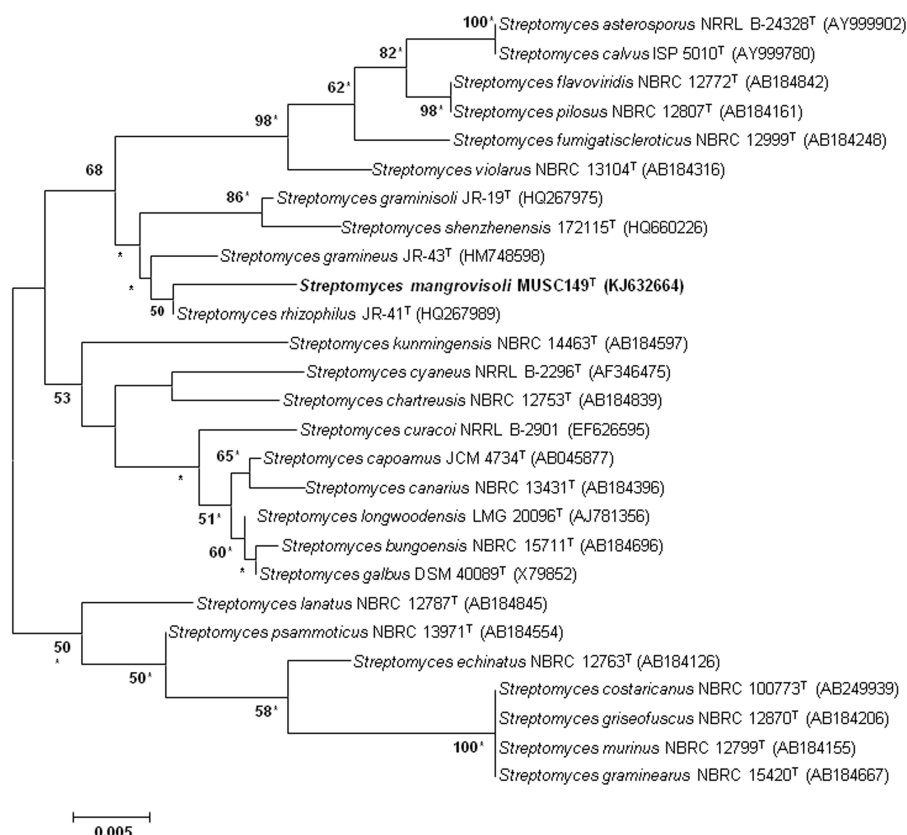 100* Streptomyces asterosporus NRRL B-24328ᵀ (AY999902)
Streptomyces calvus ISP 5010ᵀ (AY999780)
82*
Streptomyces flavoviridis NBRC 12772ᵀ (AB184842)
62*
98* Streptomyces pilosus NBRC 12807ᵀ (AB184161)
98*
Streptomyces fumigatiscleroticus NBRC 12999ᵀ (AB184248)
68
Streptomyces violarus NBRC 13104ᵀ (AB184316)
86* Streptomyces graminisoli JR-19ᵀ (HQ267975)
Streptomyces shenzhenensis 172115ᵀ (HQ660226)
*
Streptomyces gramineus JR-43ᵀ (HM748598)
*
Streptomyces mangrovisoli MUSC149ᵀ (KJ632664)
50 Streptomyces rhizophilus JR-41ᵀ (HQ267989)
Streptomyces kunmingensis NBRC 14463ᵀ (AB184597)
Streptomyces cyaneus NRRL B-2296ᵀ (AF346475)
53
Streptomyces chartreusis NBRC 12753ᵀ (AB184839)
Streptomyces curacoi NRRL B-2901 (EF626595)
65* Streptomyces capoamus JCM 4734ᵀ (AB045877)
*
Streptomyces canarius NBRC 13431ᵀ (AB184396)
51* Streptomyces longwoodensis LMG 20096ᵀ (AJ781356)
60* Streptomyces bungoensis NBRC 15711ᵀ (AB184696)
* Streptomyces galbus DSM 40089ᵀ (X79852)
Streptomyces lanatus NBRC 12787ᵀ (AB184845)
Streptomyces psammoticus NBRC 13971ᵀ (AB184554)
50
*
Streptomyces echinatus NBRC 12763ᵀ (AB184126)
50*
Streptomyces costaricanus NBRC 100773ᵀ (AB249939)
58* Streptomyces griseofuscus NBRC 12870ᵀ (AB184206)
100* Streptomyces murinus NBRC 12799ᵀ (AB184155)
Streptomyces graminearus NBRC 15420ᵀ (AB184667)
0.005